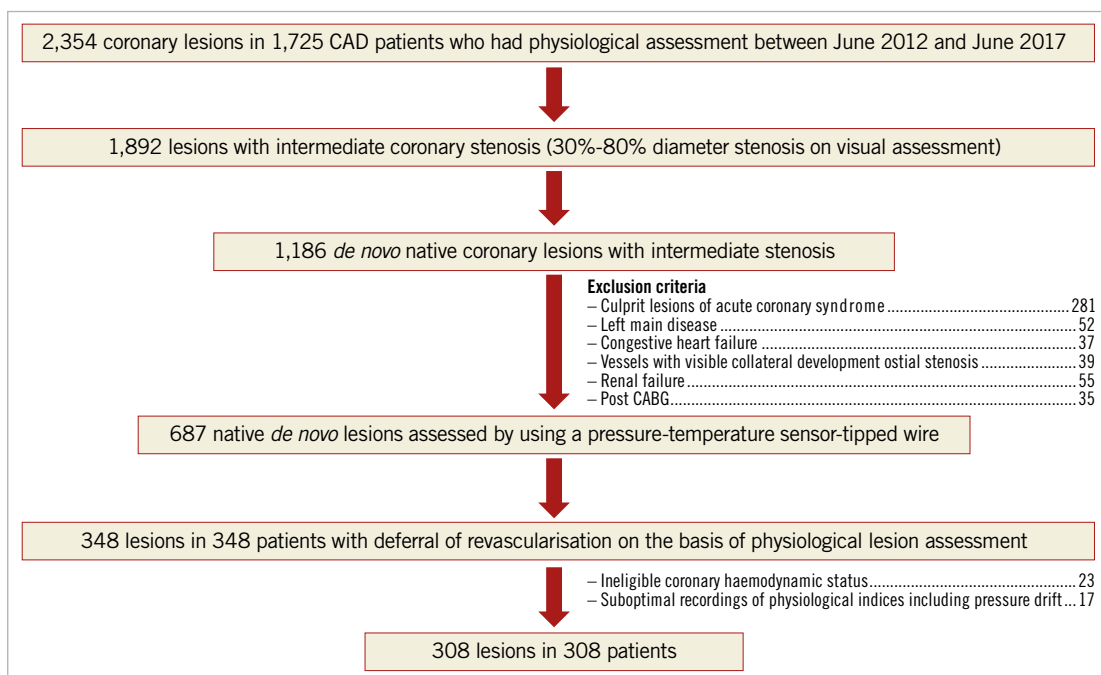 2,354 coronary lesions in 1,725 CAD patients who had physiological assessment between June 2012 and June 2017
1,892 lesions with intermediate coronary stenosis (30%-80% diameter stenosis on visual assessment)
1,186 de novo native coronary lesions with intermediate stenosis
Exclusion criteria
– Culprit lesions of acute coronary syndrome ........ 281
– Left main disease ........ 52
– Congestive heart failure ........ 37
– Vessels with visible collateral development ostial stenosis ........ 39
– Renal failure ........ 55
– Post CABG ........ 35
687 native de novo lesions assessed by using a pressure-temperature sensor-tipped wire
348 lesions in 348 patients with deferral of revascularisation on the basis of physiological lesion assessment
– Ineligible coronary haemodynamic status ........ 23
– Suboptimal recordings of physiological indices including pressure drift ... 17
308 lesions in 308 patients